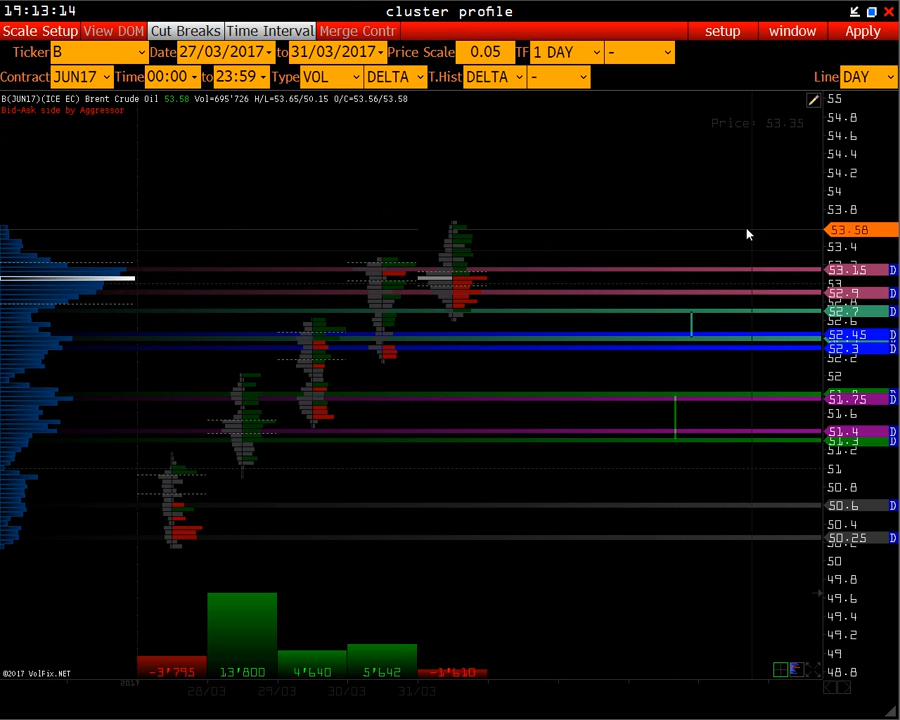 19:13:14 cluster profile
Scale Setup View DOM Cut Breaks Time Interval Merge Contr setup window Apply
Ticker B Date 27/03/2017 to 31/03/2017 Price Scale 0.05 TF 1 DAY -
Contract JUN17 Time 00:00 to 23:59 Type VOL DELTA T.Hist DELTA - Line DAY
B(JUN17)(ICE EC) Brent Crude Oil 53.58 Vol=695'726 H/L=53.65/50.15 O/C=53.56/53.58
Bid-Ask side by Aggressor
Price: 53.35
55
54.8
54.6
54.4
54.2
54
53.8
53.58
53.4
53.15 D
52.9 D
52.7 D
52.6
52.45 D
52.3 D
52.2
52
51.75 D
51.6
51.4 D
51.3 D
51.2
51
50.8
50.6 D
50.4
50.25 D
50
49.8
49.6
49.4
49.2
49
48.8
-3'795 13'800 4'640 5'642 -1'610
©2017 VolFix.NET
2017 28/03 29/03 30/03 31/03